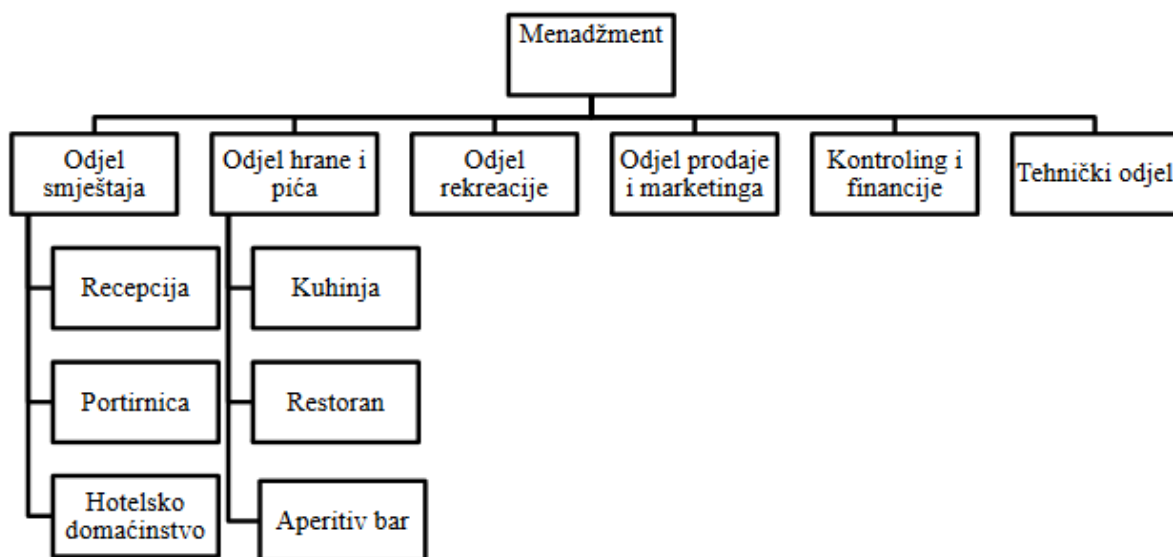 Menadžment
Odjel
smještaja
Odjel hrane i
pića
Odjel
rekreacije
Odjel prodaje
i marketinga
Kontroling i
financije
Tehnički odjel
Recepcija
Kuhinja
Portirnica
Restoran
Hotelsko
domaćinstvo
Aperitiv bar